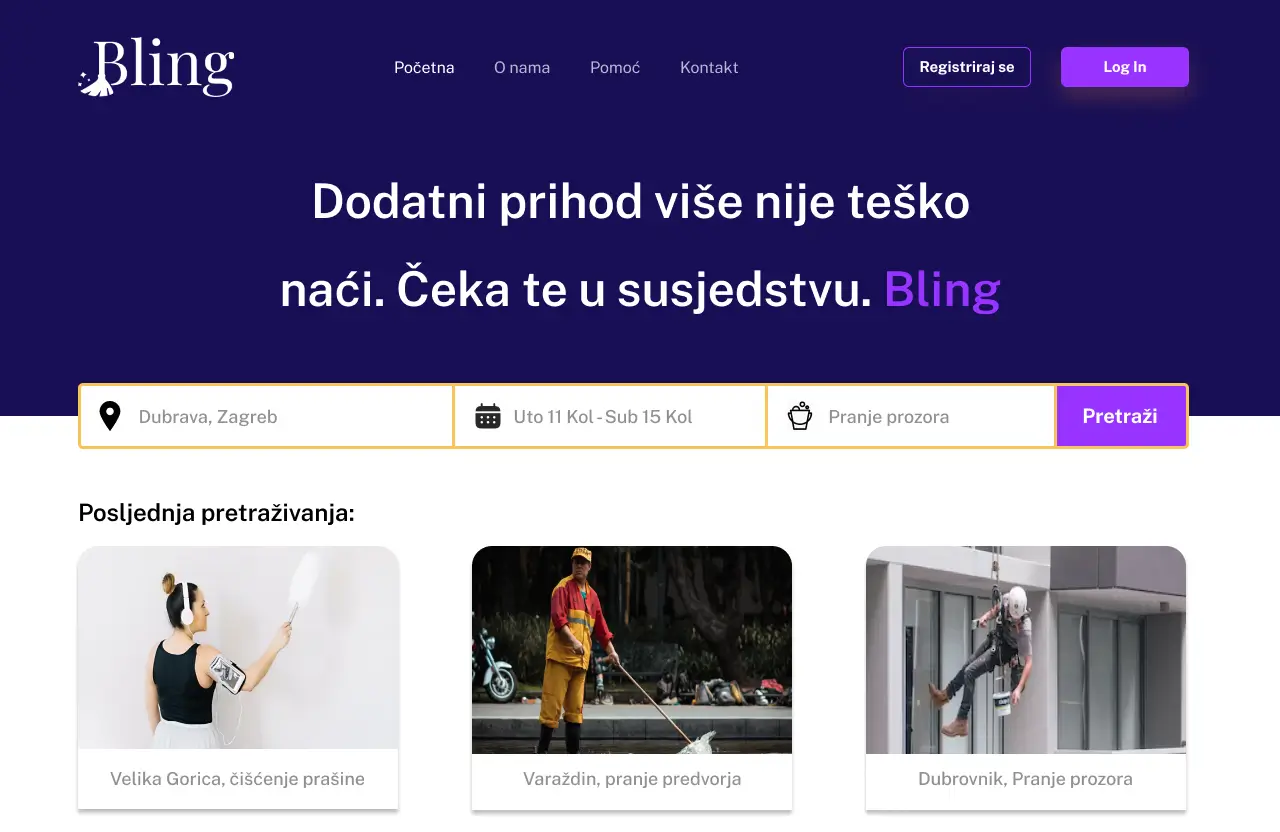 Bling
Početna
O nama
Pomoć
Kontakt
Registriraj se
Log In
Dodatni prihod više nije teško
naći. Čeka te u susjedstvu. Bling
Dubrava, Zagreb
Uto 11 Kol - Sub 15 Kol
Pranje prozora
Pretraži
Posljednja pretraživanja:
Velika Gorica, čišćenje prašine
Varaždin, pranje predvorja
Dubrovnik, Pranje prozora